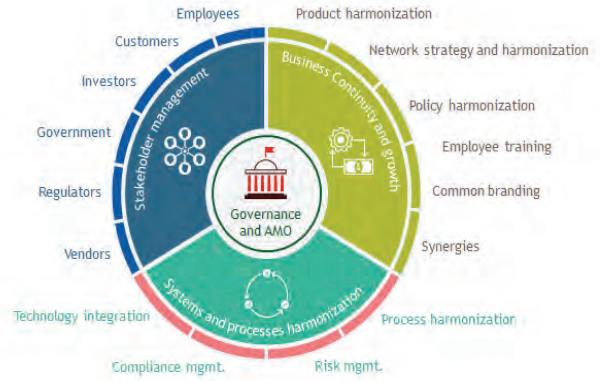 Employees
Customers
Investors
Government
Regulators
Vendors
Product harmonization
Network strategy and harmonization
Policy harmonization
Employee training
Common branding
Synergies
Stakeholder management
Business Continuity and growth
Governance
and AMO
Systems and processes harmonization
Technology integration
Compliance mgmt.
Risk mgmt.
Process harmonization